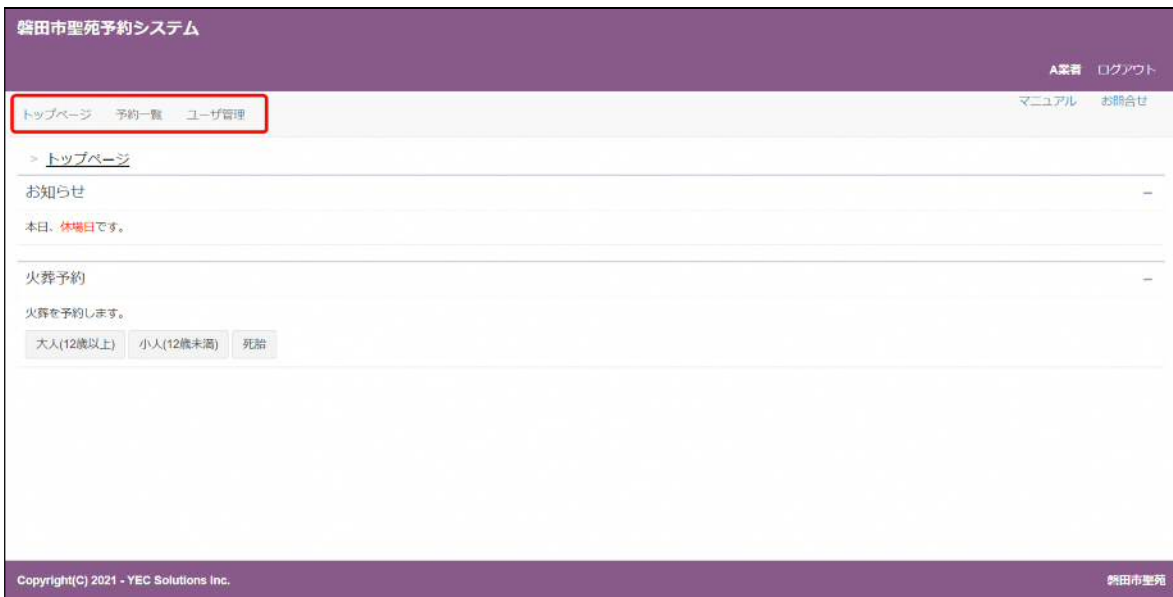 磐田市聖苑予約システム
A業者 ログアウト
トップページ 予約一覧 ユーザ管理 マニュアル お問合せ
> トップページ
お知らせ −
本日、休場日です。
火葬予約 −
火葬を予約します。
大人(12歳以上) 小人(12歳未満) 死胎
Copyright(C) 2021 - YEC Solutions Inc. 磐田市聖苑